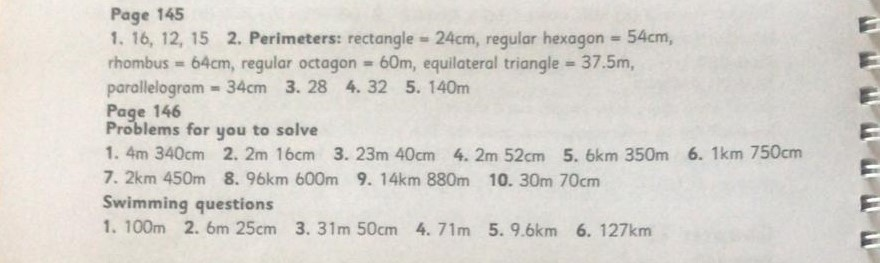 Page 145
1. 16, 12, 15 2. Perimeters: rectangle = 24cm, regular hexagon = 54cm,
rhombus = 64cm, regular octagon = 60m, equilateral triangle = 37.5m,
parallelogram = 34cm 3. 28 4. 32 5. 140m
Page 146
Problems for you to solve
1. 4m 340cm 2. 2m 16cm 3. 23m 40cm 4. 2m 52cm 5. 6km 350m 6. 1km 750cm
7. 2km 450m 8. 96km 600m 9. 14km 880m 10. 30m 70cm
Swimming questions
1. 100m 2. 6m 25cm 3. 31m 50cm 4. 71m 5. 9.6km 6. 127km